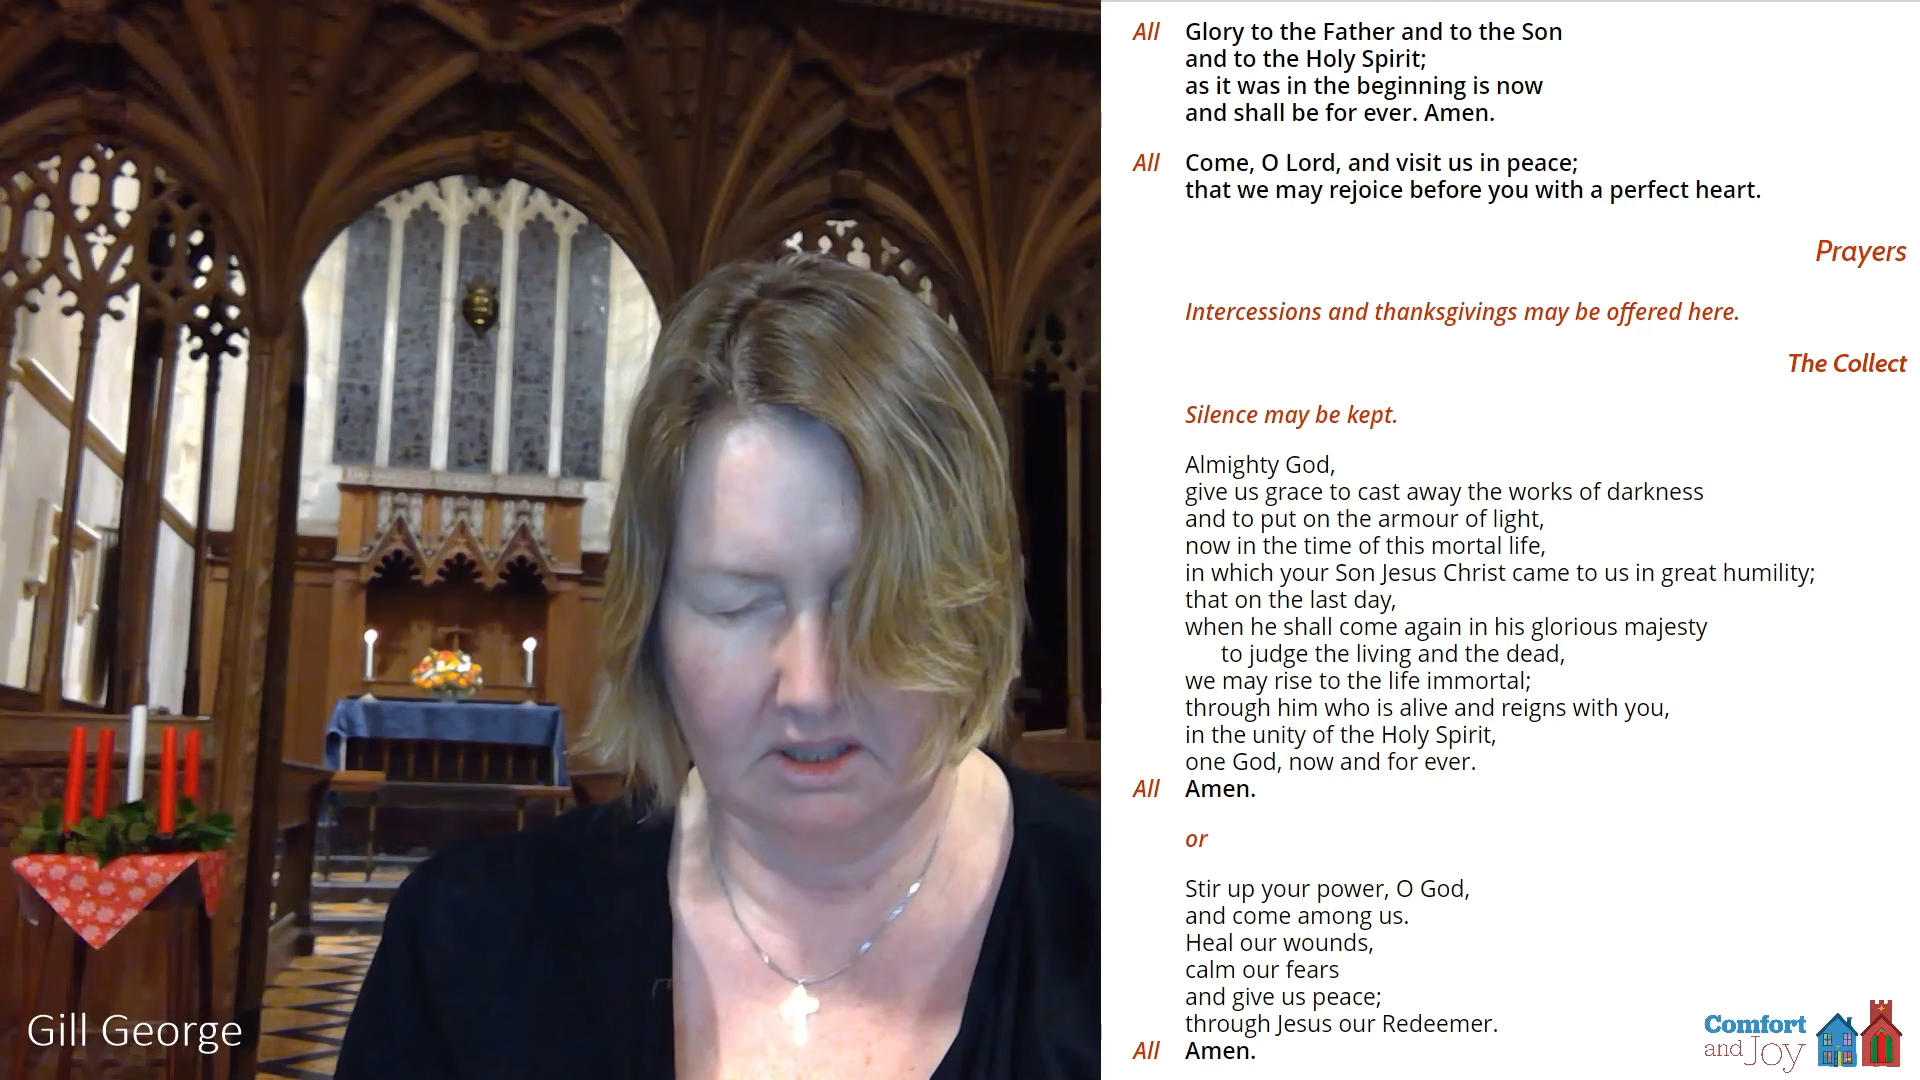 All Glory to the Father and to the Son
and to the Holy Spirit;
as it was in the beginning is now
and shall be for ever. Amen.
All Come, O Lord, and visit us in peace;
that we may rejoice before you with a perfect heart.
Prayers
Intercessions and thanksgivings may be offered here.
The Collect
Silence may be kept.
Almighty God,
give us grace to cast away the works of darkness
and to put on the armour of light,
now in the time of this mortal life,
in which your Son Jesus Christ came to us in great humility;
that on the last day,
when he shall come again in his glorious majesty
to judge the living and the dead,
we may rise to the life immortal;
through him who is alive and reigns with you,
in the unity of the Holy Spirit,
one God, now and for ever.
All Amen.
or
Stir up your power, O God,
and come among us.
Heal our wounds,
calm our fears
and give us peace;
through Jesus our Redeemer.
All Amen.
Gill George
Comfort
and Joy